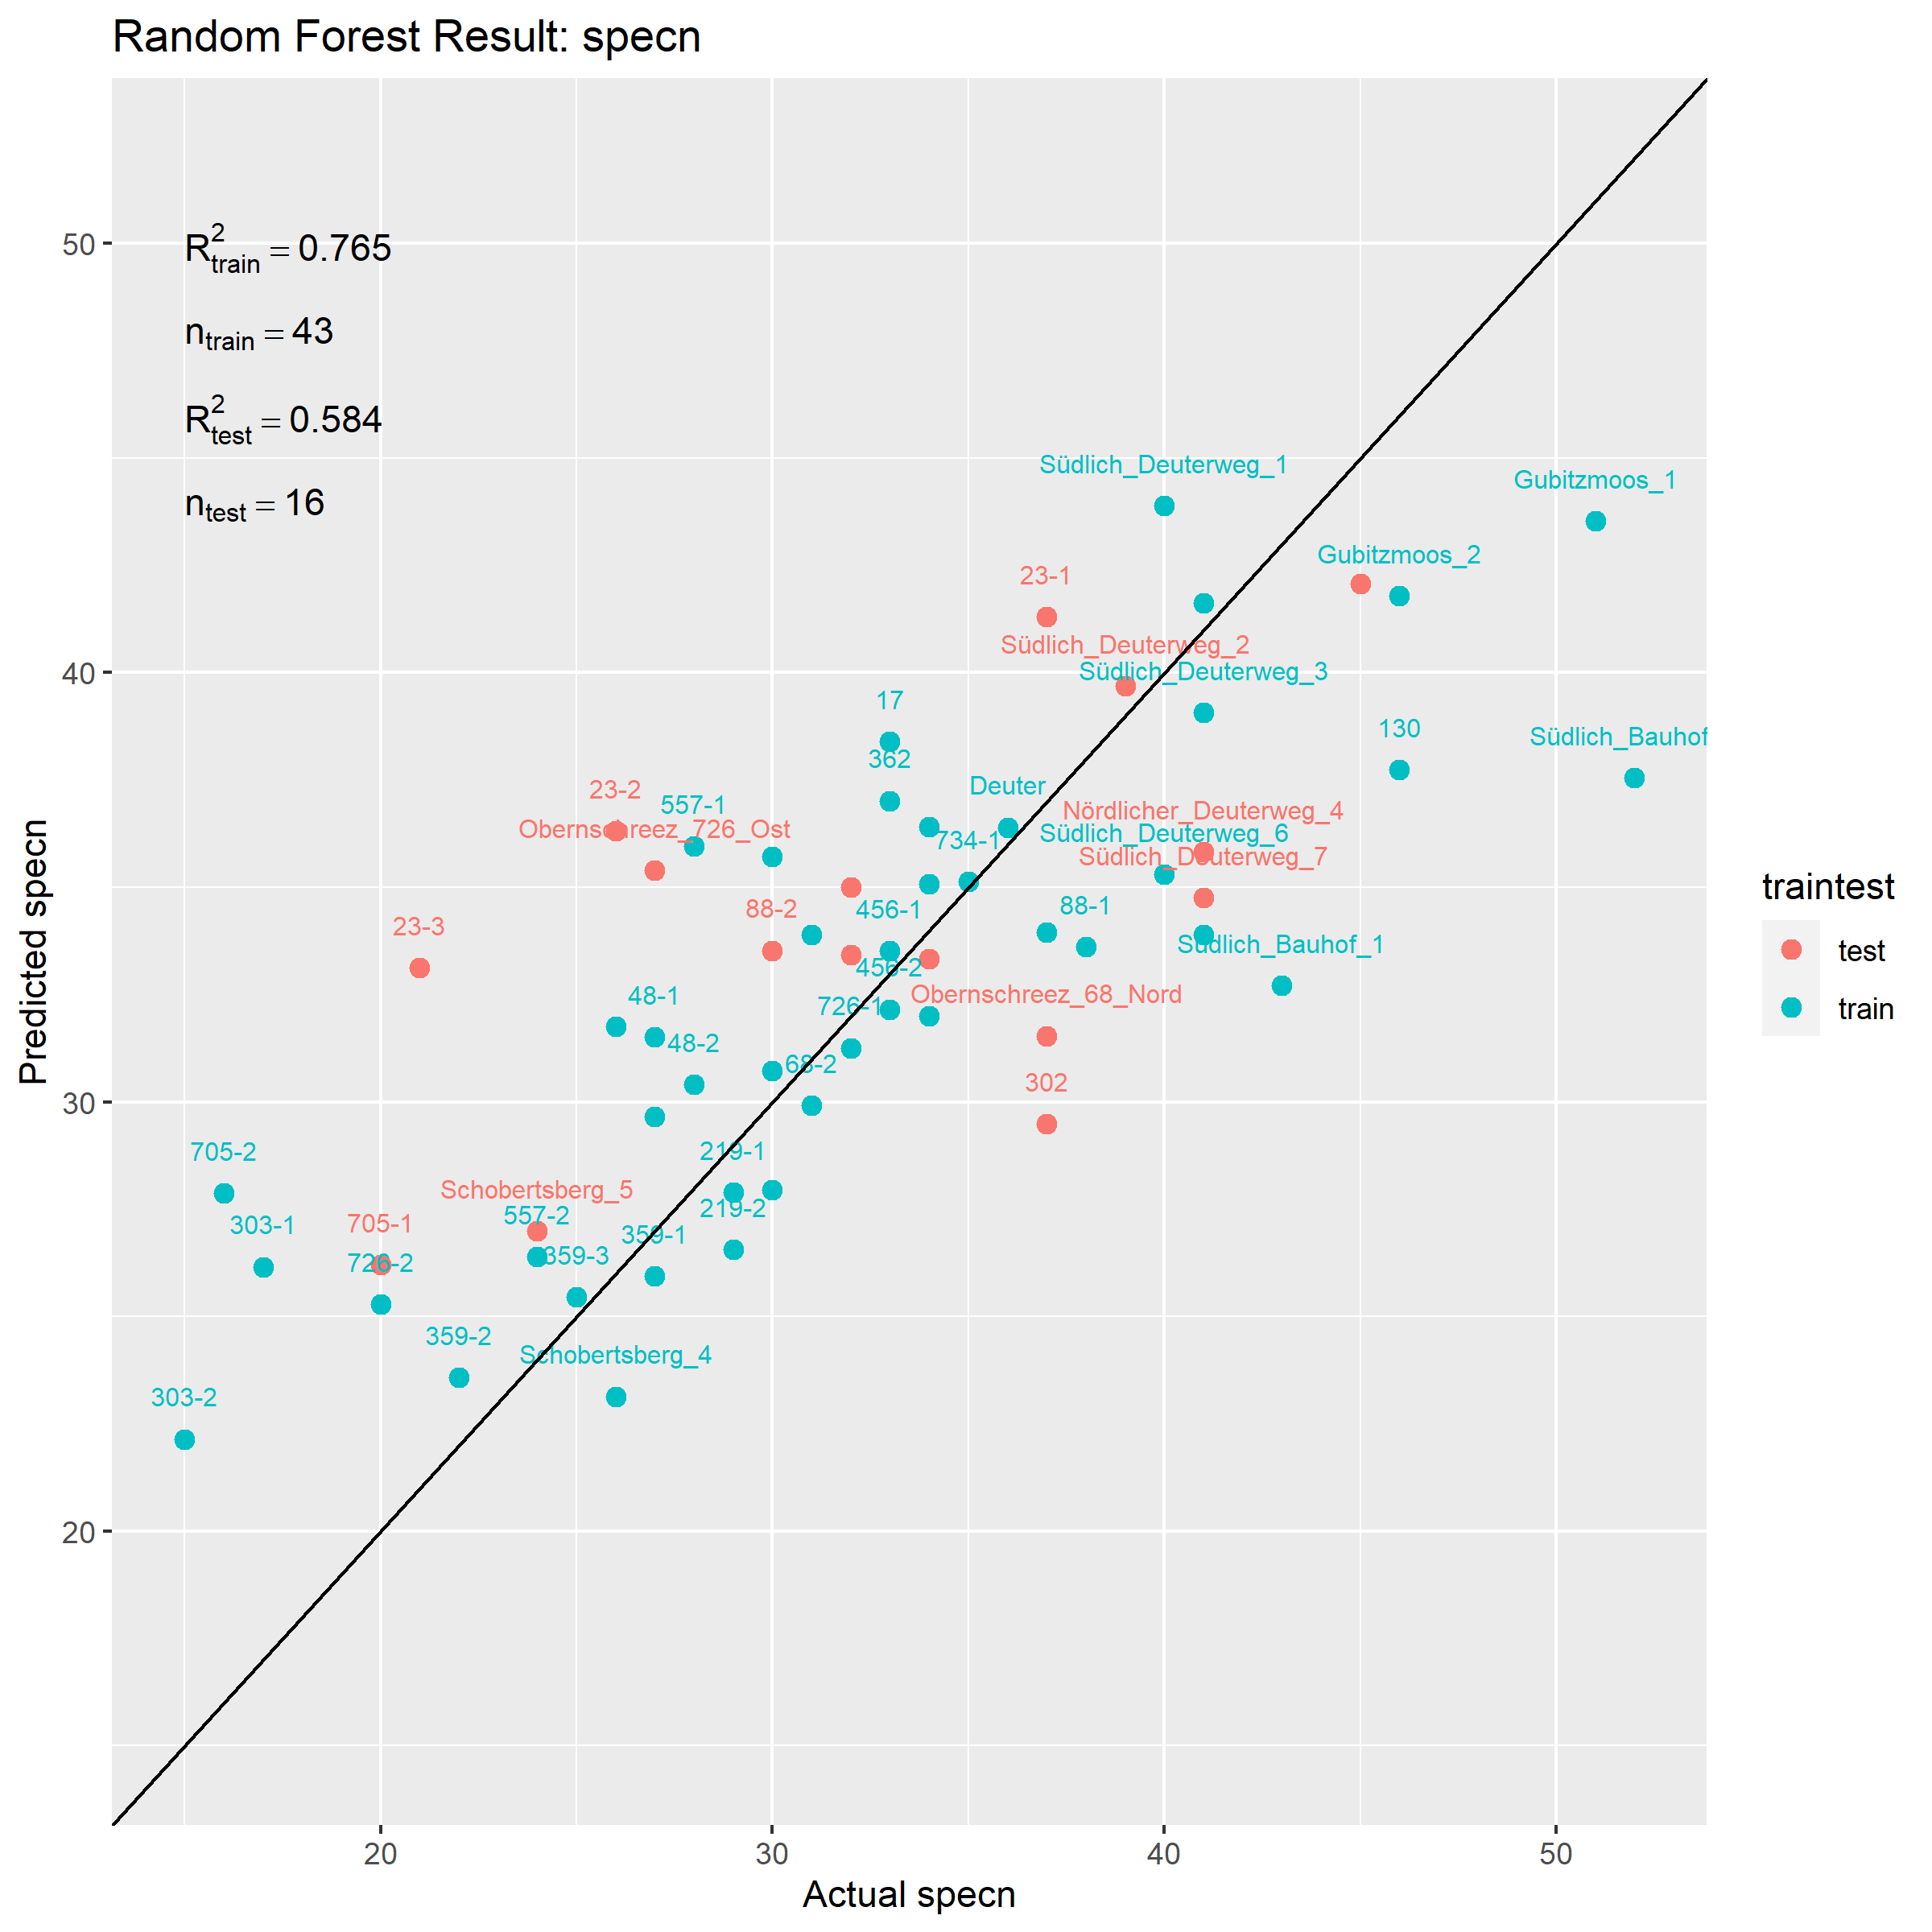 Random Forest Result: specn
R²train = 0.765
ntrain = 43
R²test = 0.584
ntest = 16
50
40
30
20
Predicted specn
Südlich_Deuterweg_1
Gubitzmoos_1
Gubitzmoos_2
23-1
Südlich_Deuterweg_2
Südlich_Deuterweg_3
17
130
Südlich_Bauhof
362
Deuter
23-2
557-1
Nördlicher_Deuterweg_4
Obernschreez_726_Ost
734-1
Südlich_Deuterweg_6
Südlich_Deuterweg_7
88-2
456-1
88-1
23-3
Südlich_Bauhof_1
456-2
48-1
726-1
Obernschreez_68_Nord
48-2
68-2
302
705-2
219-1
Schobertsberg_5
303-1
705-1
557-2
219-2
726-2
359-3
359-1
359-2
Schobertsberg_4
303-2
20
30
40
50
Actual specn
traintest
test
train